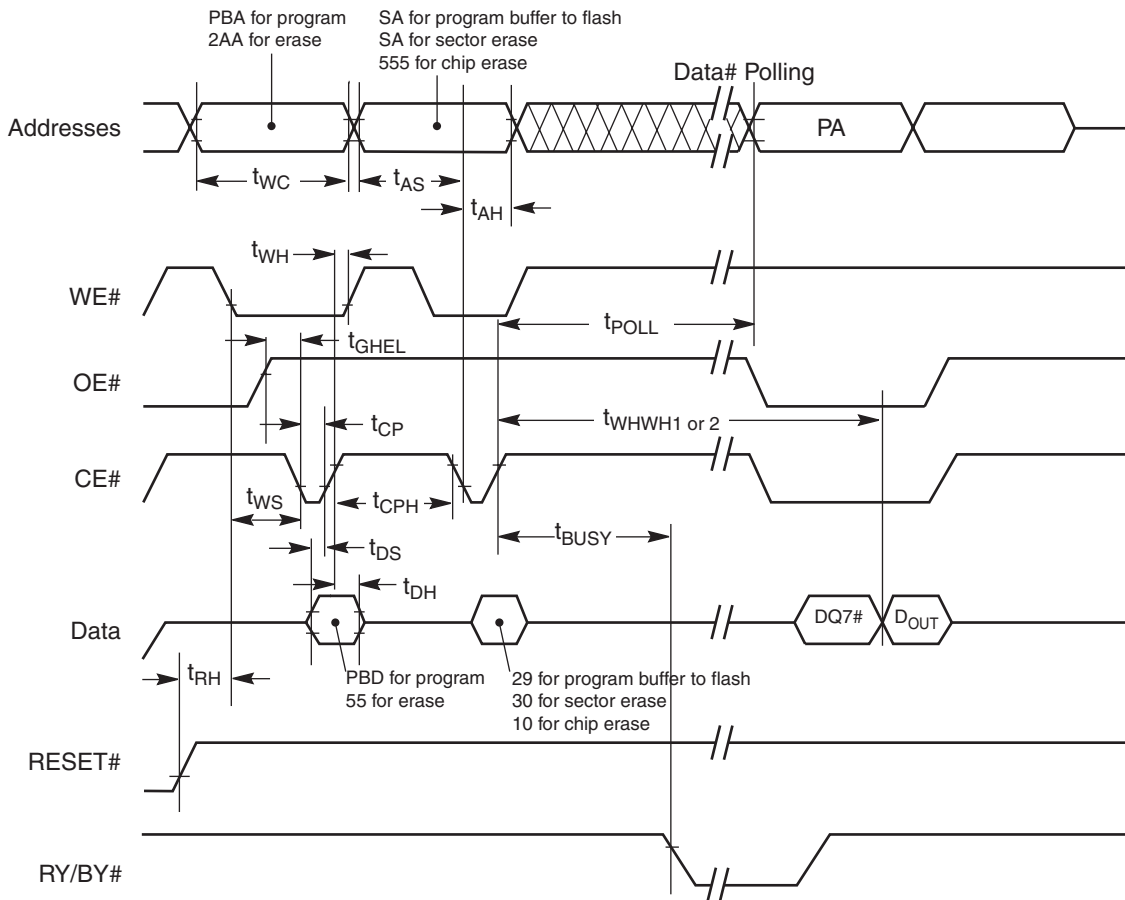 PBA for program
2AA for erase
SA for program buffer to flash
SA for sector erase
555 for chip erase
Data# Polling
Addresses
PA
tWC
tAS
tAH
tWH
WE#
tPOLL
tGHEL
OE#
tWHWH1 or 2
tCP
CE#
tWS
tCPH
tBUSY
tDS
tDH
Data
DQ7#
DOUT
tRH
PBD for program
55 for erase
29 for program buffer to flash
30 for sector erase
10 for chip erase
RESET#
RY/BY#